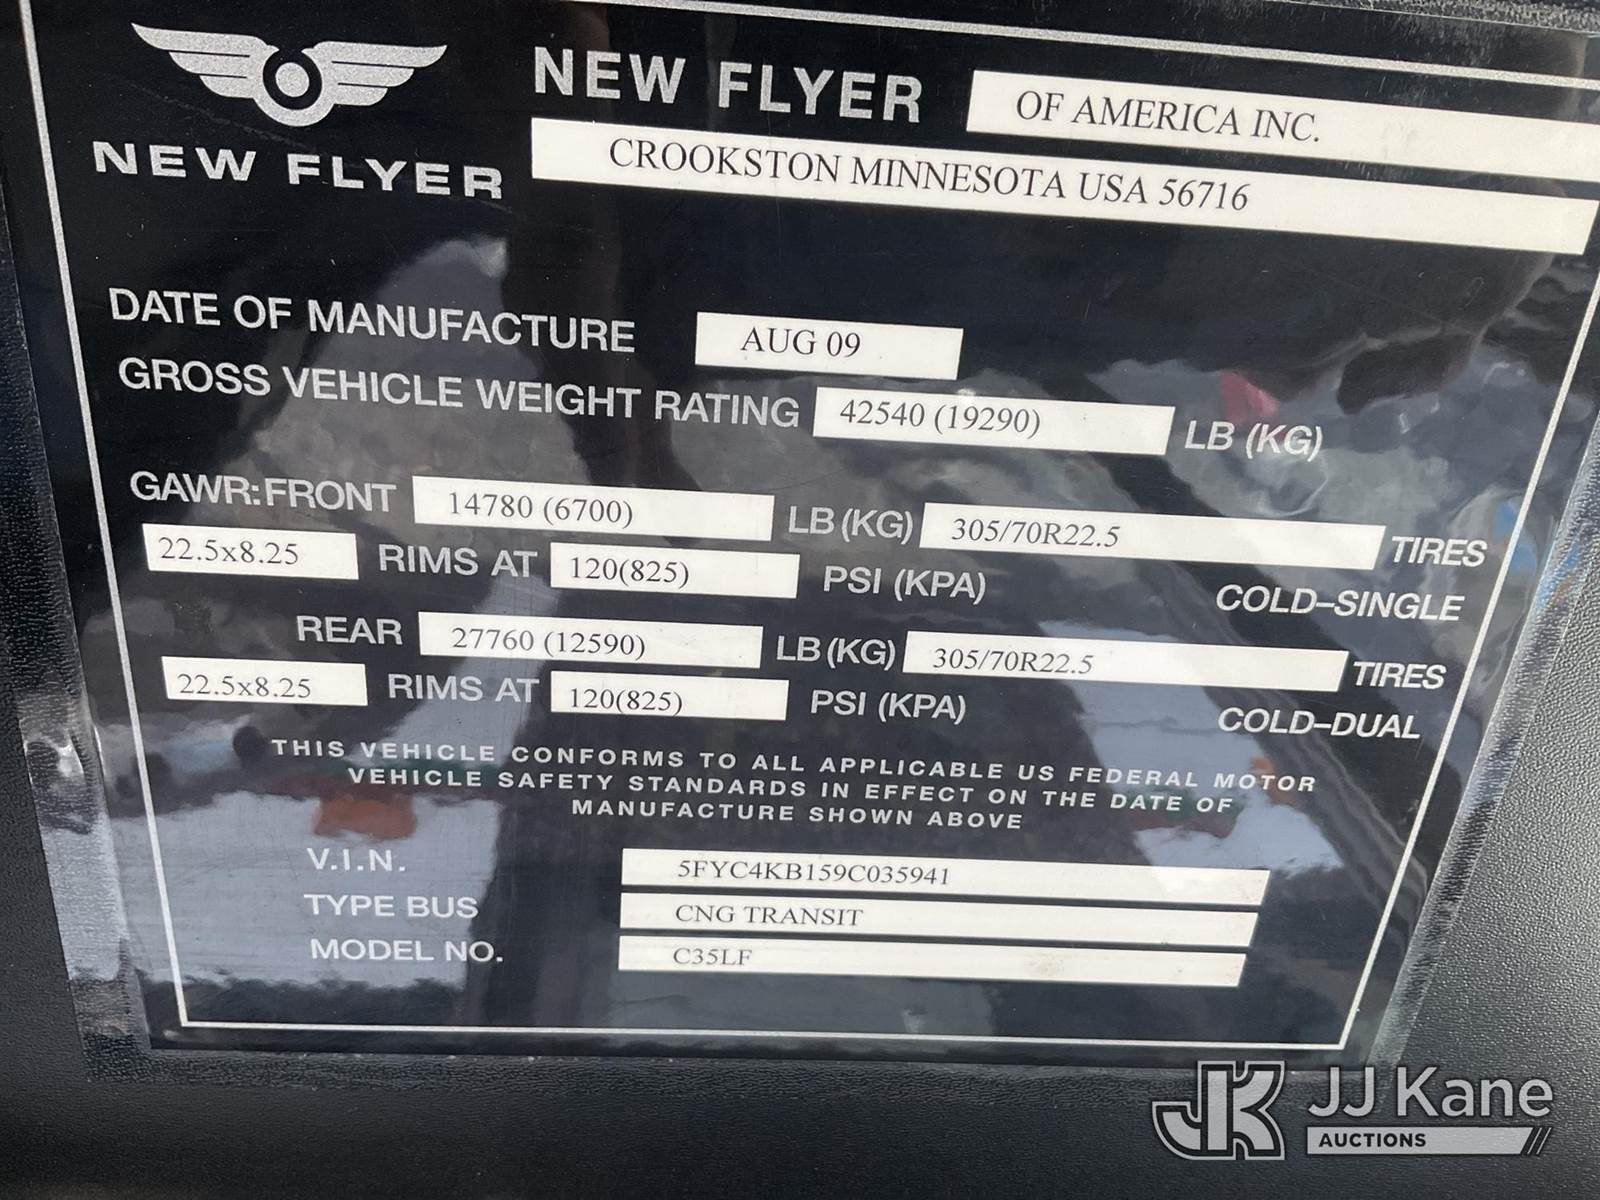 NEW FLYER
NEW FLYER OF AMERICA INC.
CROOKSTON MINNESOTA USA 56716
DATE OF MANUFACTURE AUG 09
GROSS VEHICLE WEIGHT RATING 42540 (19290) LB (KG)
GAWR: FRONT 14780 (6700) LB (KG) 305/70R22.5 TIRES
22.5x8.25 RIMS AT 120(825) PSI (KPA) COLD-SINGLE
REAR 27760 (12590) LB (KG) 305/70R22.5 TIRES
22.5x8.25 RIMS AT 120(825) PSI (KPA) COLD-DUAL
THIS VEHICLE CONFORMS TO ALL APPLICABLE US FEDERAL MOTOR
VEHICLE SAFETY STANDARDS IN EFFECT ON THE DATE OF
MANUFACTURE SHOWN ABOVE
V.I.N. 5FYC4KB159C035941
TYPE BUS CNG TRANSIT
MODEL NO. C35LF
JK JJ Kane
AUCTIONS